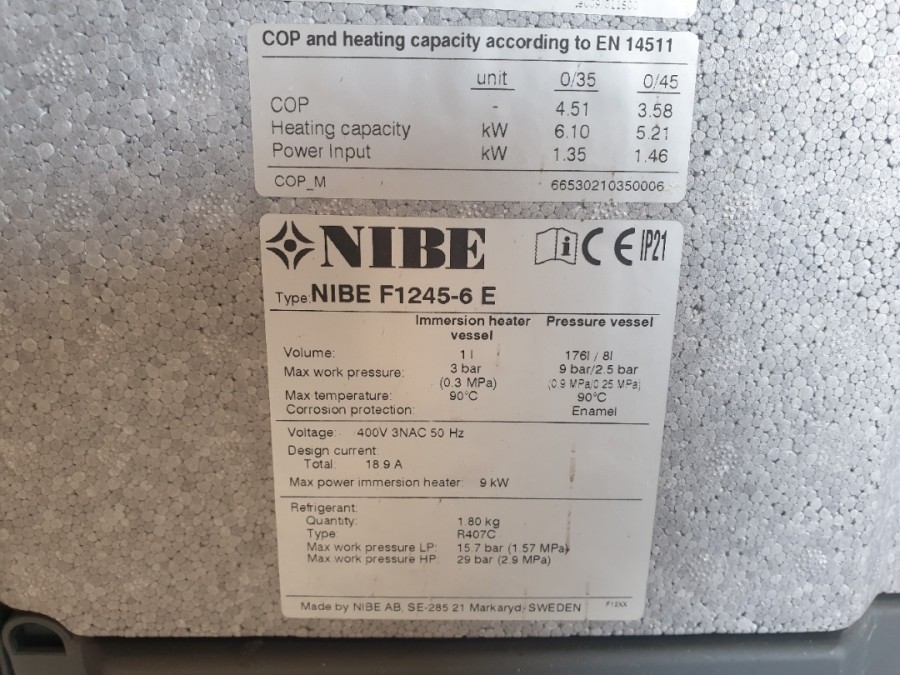 COP and heating capacity according to EN 14511
unit 0/35 0/45
COP - 4.51 3.58
Heating capacity kW 6.10 5.21
Power Input kW 1.35 1.46
COP_M 66530210350006
NIBE i CE IP21
Type: NIBE F1245-6 E
Immersion heater Pressure vessel
vessel
Volume: 1 l 176l / 8l
Max work pressure: 3 bar 9 bar/2.5 bar
(0.3 MPa) (0.9 MPa/0.25 MPa)
Max temperature: 90°C 90°C
Corrosion protection: Enamel
Voltage: 400V 3NAC 50 Hz
Design current:
Total: 18.9 A
Max power immersion heater: 9 kW
Refrigerant:
Quantity: 1.80 kg
Type: R407C
Max work pressure LP: 15.7 bar (1.57 MPa)
Max work pressure HP: 29 bar (2.9 MPa)
Made by NIBE AB, SE-285 21 Markaryd, SWEDEN F12XX